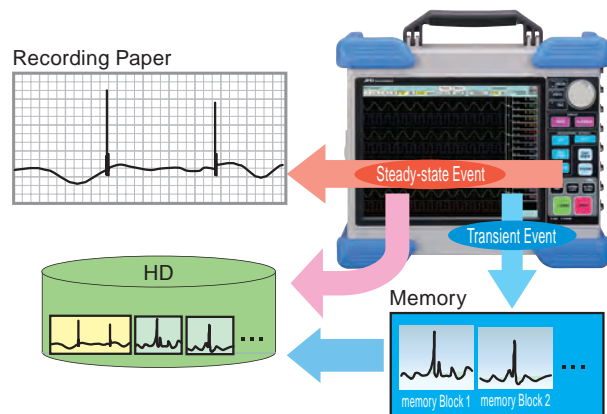 Recording Paper
Steady-state Event
Transient Event
HD
Memory
memory Block 1
memory Block 2